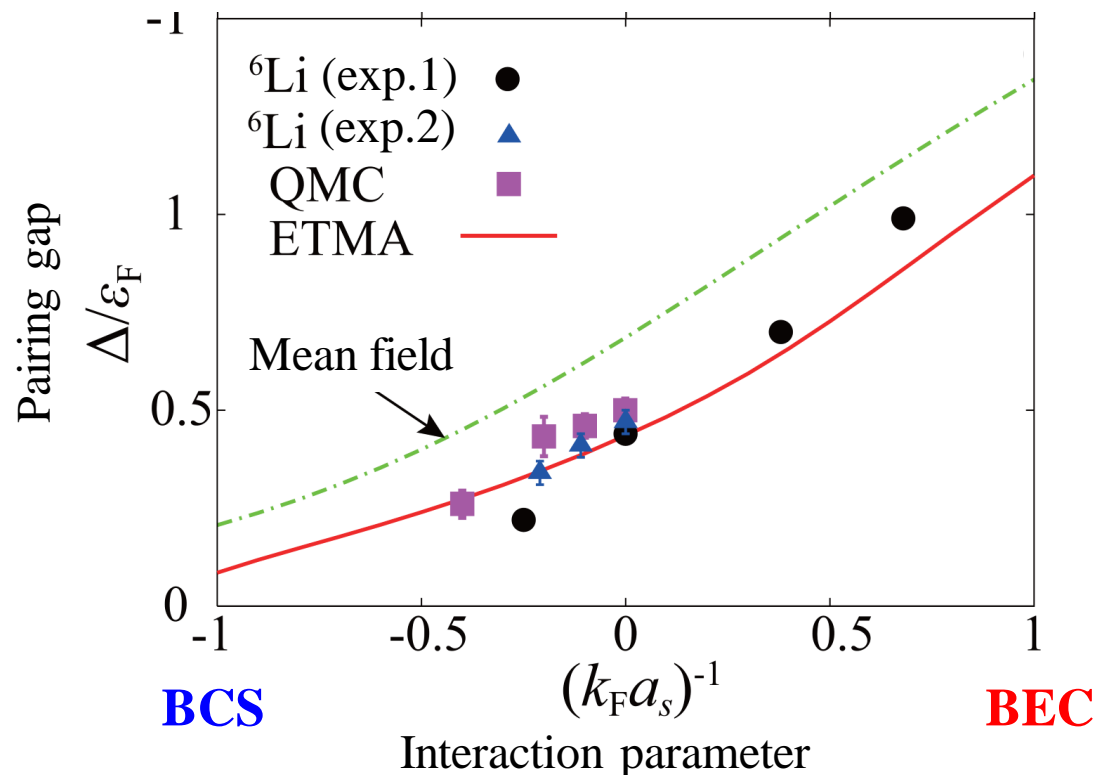 -1
⁶Li (exp.1)
⁶Li (exp.2)
QMC
ETMA
1
Pairing gap
Δ/εF
Mean field
0.5
0
-1 -0.5 0 0.5 1
(kFas)⁻¹
BCS
BEC
Interaction parameter